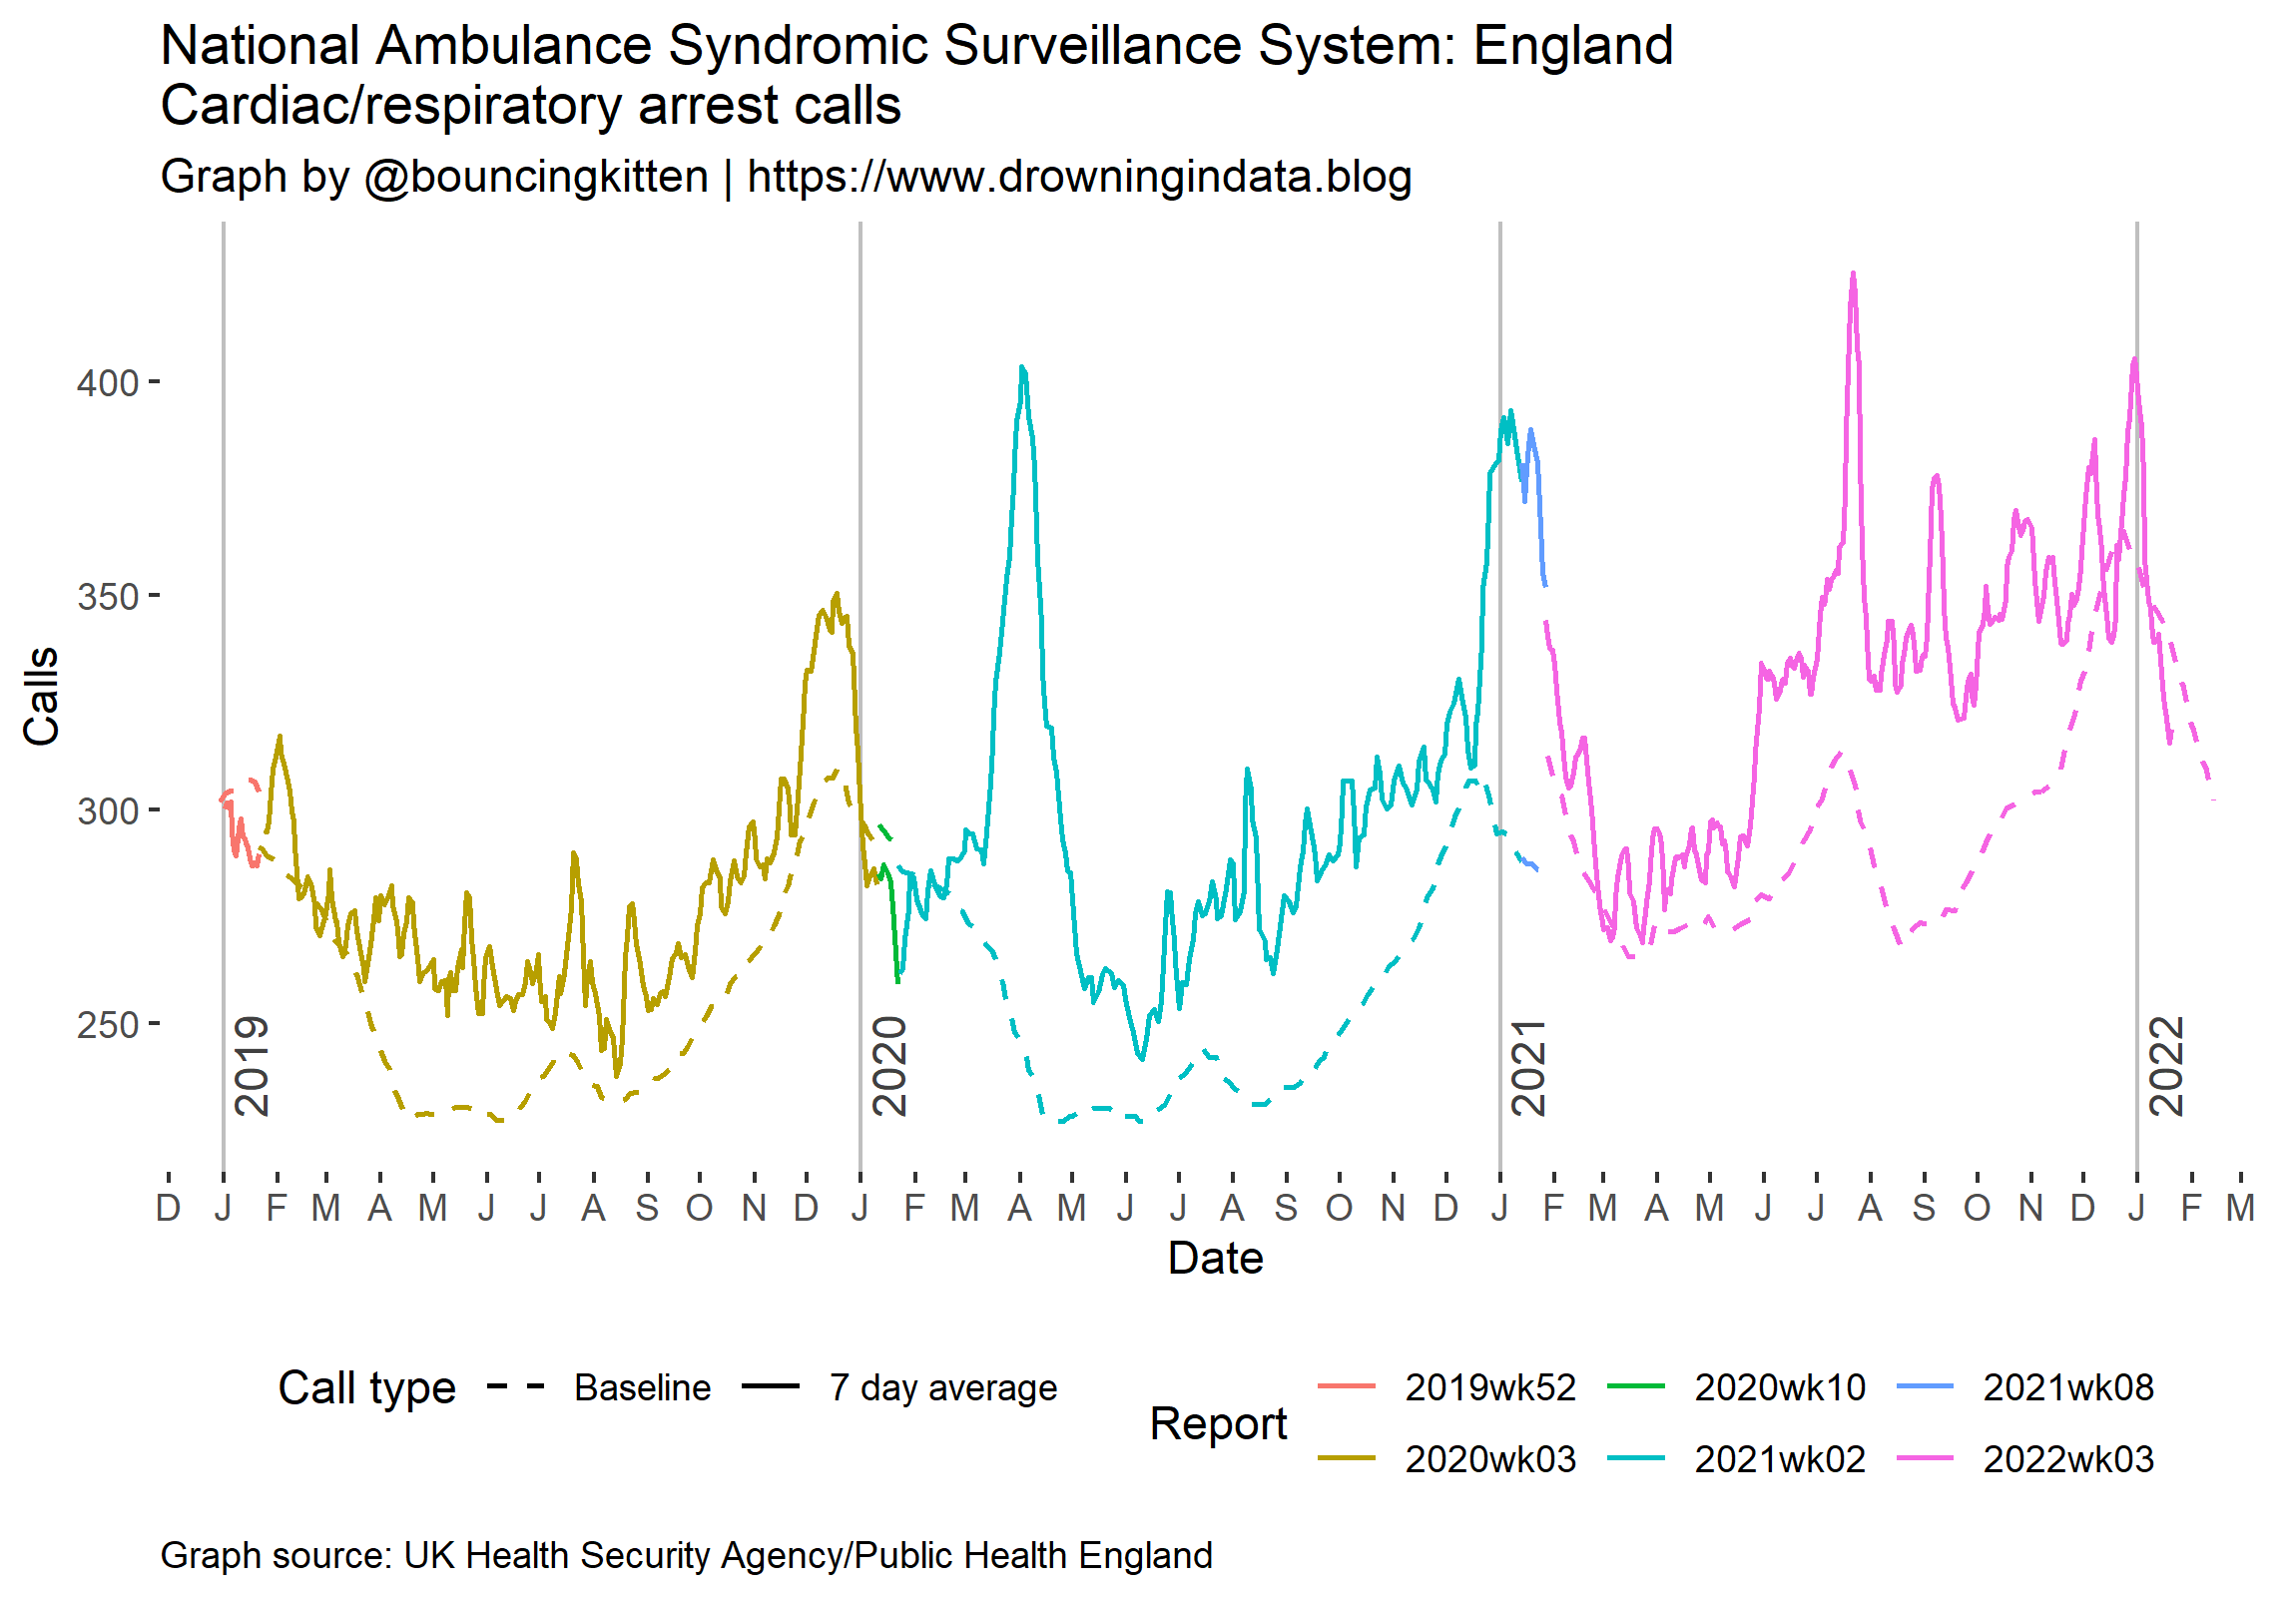 National Ambulance Syndromic Surveillance System: England
Cardiac/respiratory arrest calls
Graph by @bouncingkitten | https://www.drowningindata.blog
Calls
400
350
300
250
2019
2020
2021
2022
D J F M A M J J A S O N D J F M A M J J A S O N D J F M A M J J A S O N D J F M
Date
Call type Baseline 7 day average
Report
2019wk52 2020wk10 2021wk08
2020wk03 2021wk02 2022wk03
Graph source: UK Health Security Agency/Public Health England